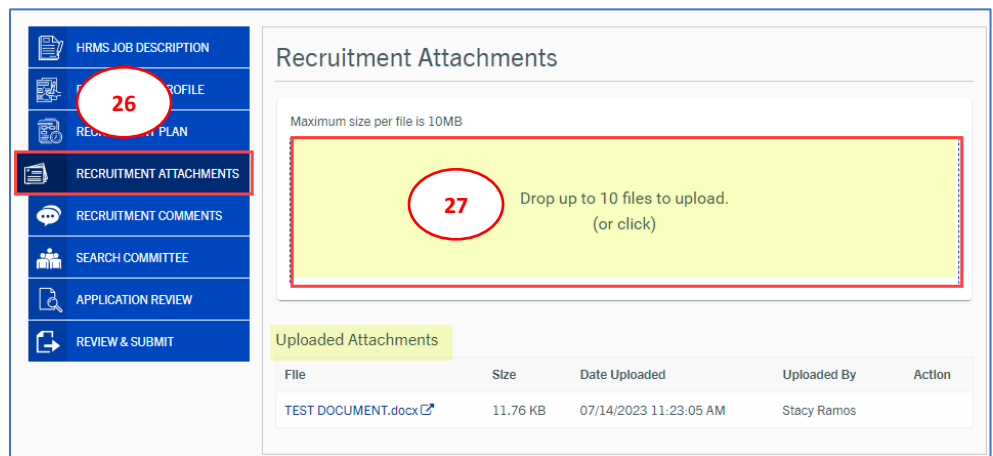 HRMS JOB DESCRIPTION
26
PLAN
RECRUITMENT ATTACHMENTS
RECRUITMENT COMMENTS
SEARCH COMMITTEE
APPLICATION REVIEW
REVIEW & SUBMIT
Recruitment Attachments
Maximum size per file is 10MB
27
Drop up to 10 files to upload.
(or click)
Uploaded Attachments
File Size Date Uploaded Uploaded By Action
TEST DOCUMENT.docx 11.76 KB 07/14/2023 11:23:05 AM Stacy Ramos